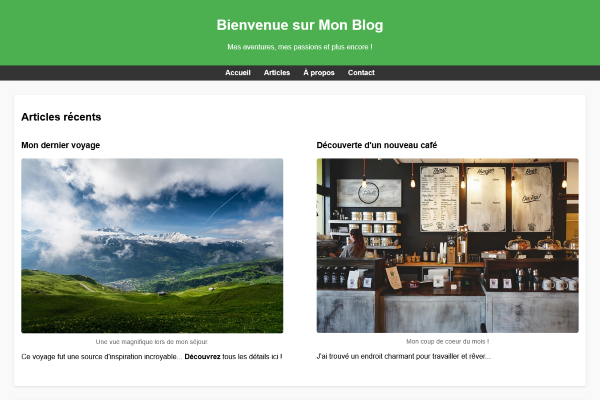 Bienvenue sur Mon Blog
Mes aventures, mes passions et plus encore !
Accueil Articles À propos Contact
Articles récents
Mon dernier voyage
Découverte d'un nouveau café
Thirst
Hunger
Une vue magnifique lors de mon séjour.
Mon coup de coeur du mois !
Ce voyage fut une source d'inspiration incroyable... Découvrez tous les détails ici !
J'ai trouvé un endroit charmant pour travailler et rêver...